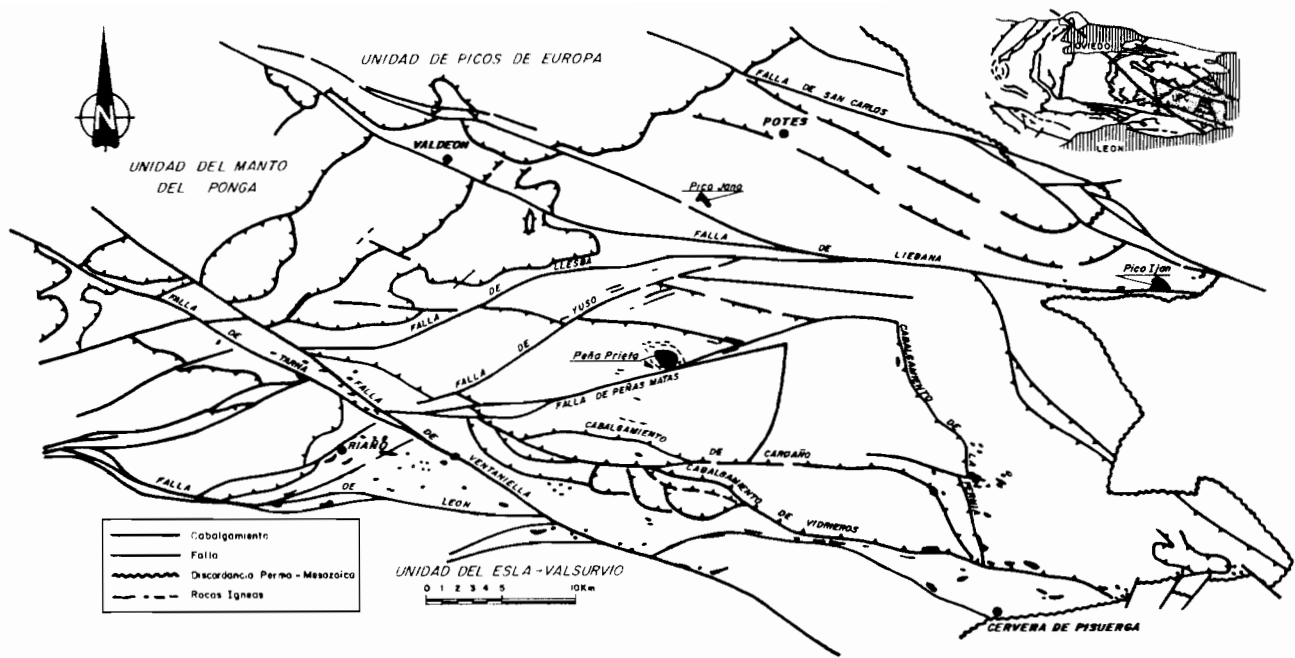 OVIEDO
LEON
N
UNIDAD DE PICOS DE EUROPA
FALLA DE SAN CARLOS
POTES
VALDEON
UNIDAD DEL MANTO
DEL PONGA
Pico Jano
FALLA DE LIEBANA
Pico Ijan
FALLA DE LLESBA
FALLA DE YUSO
FALLA DE TARNA
Peña Prieta
FALLA DE PEÑAS MATAS
CABALGAMIENTO DE LA PERNIA
FALLA DE VENTANIELLA
CABALGAMIENTO DE CARDAÑO
RIAÑO
CABALGAMIENTO DE VIDRIEROS
FALLA DE LEON
Cabalgamiento
Falla
Discordancia Permo-Mesozoica
Rocas Igneas
UNIDAD DEL ESLA-VALSURVIO
0 1 2 3 4 5 10Km
CERVERA DE PISUERGA